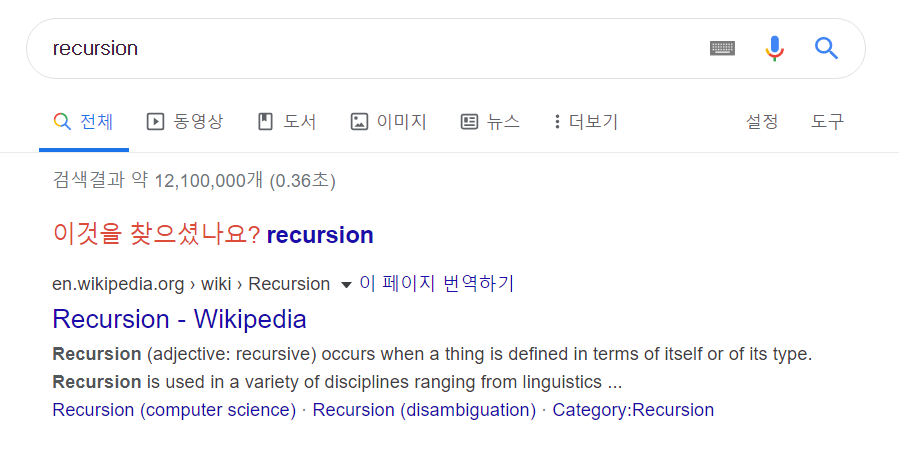 recursion
전체 동영상 도서 이미지 뉴스 더보기 설정 도구
검색결과 약 12,100,000개 (0.36초)
이것을 찾으셨나요? recursion
en.wikipedia.org › wiki › Recursion ▼ 이 페이지 번역하기
Recursion - Wikipedia
Recursion (adjective: recursive) occurs when a thing is defined in terms of itself or of its type.
Recursion is used in a variety of disciplines ranging from linguistics ...
Recursion (computer science) · Recursion (disambiguation) · Category:Recursion